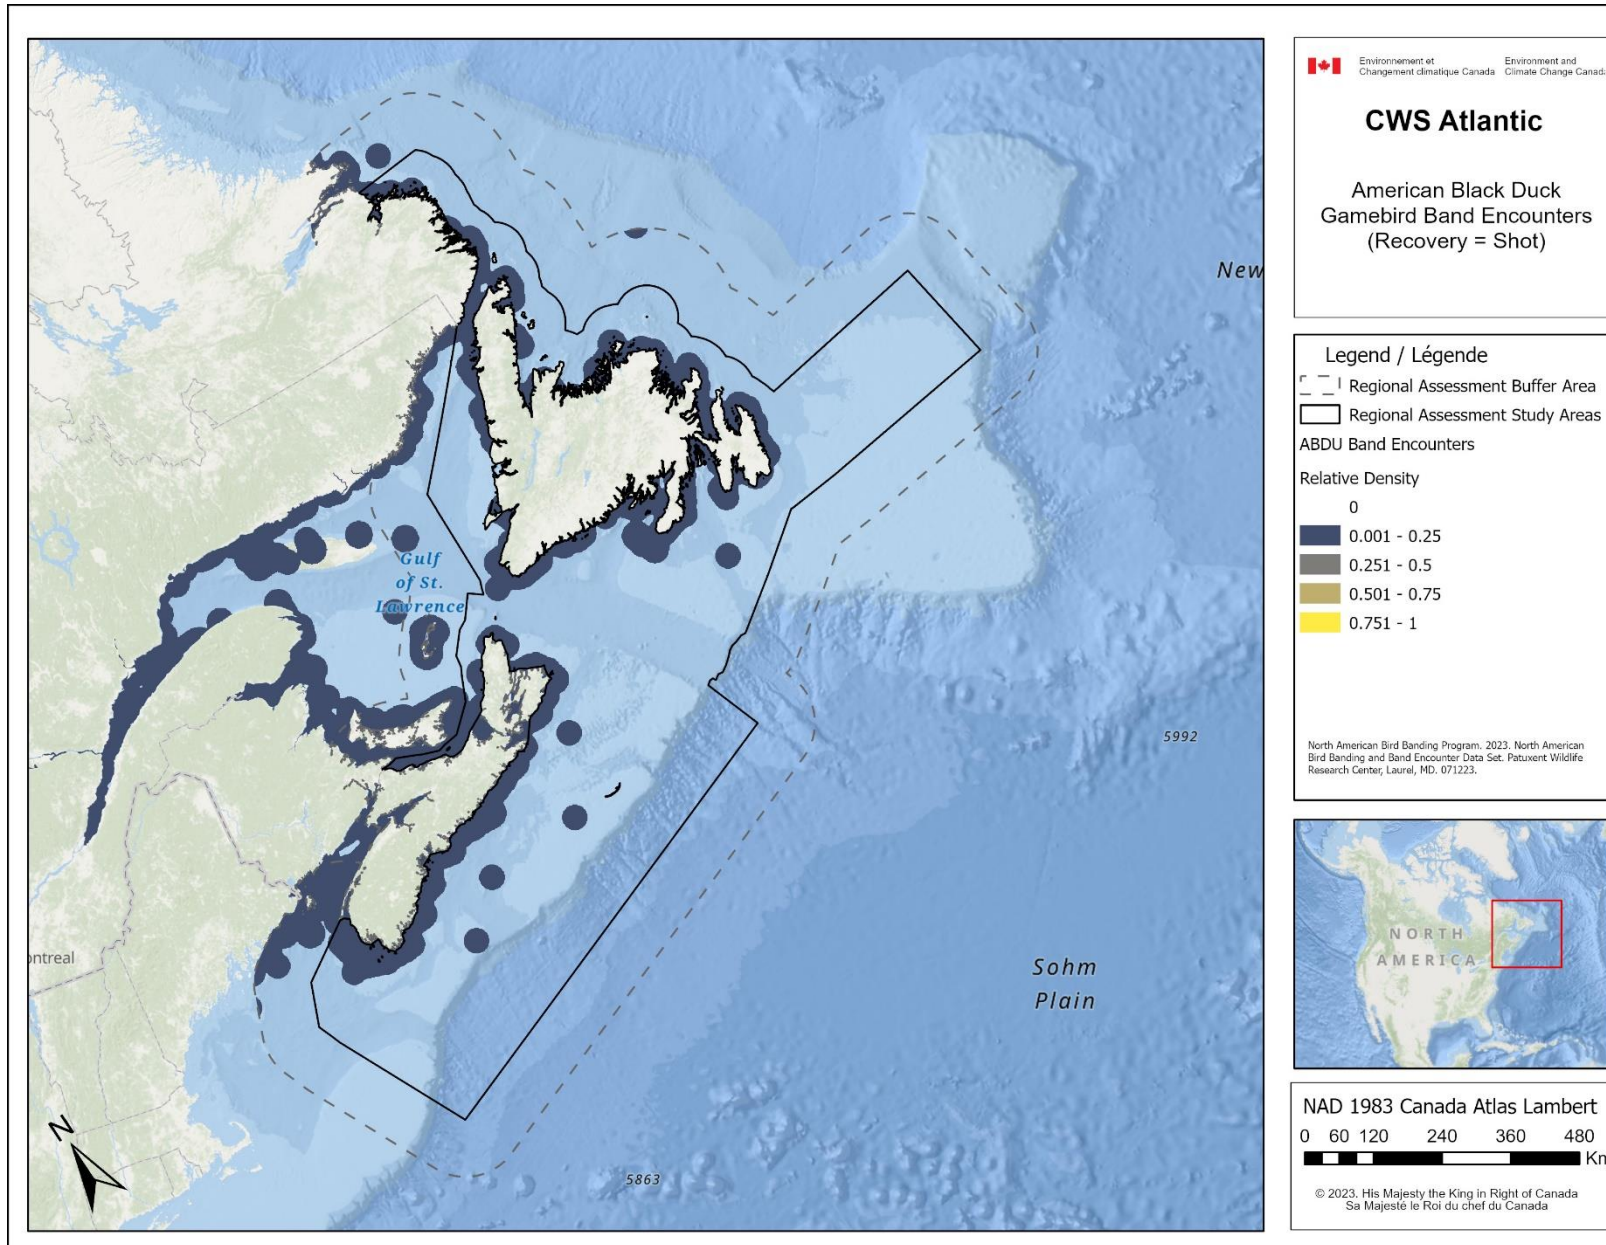 Environnement et
Changement climatique Canada
Environment and
Climate Change Canada
CWS Atlantic
American Black Duck
Gamebird Band Encounters
(Recovery = Shot)
Legend / Légende
Regional Assessment Buffer Area
Regional Assessment Study Areas
ABDU Band Encounters
Relative Density
0
0.001 - 0.25
0.251 - 0.5
0.501 - 0.75
0.751 - 1
North American Bird Banding Program. 2023. North American
Bird Banding and Band Encounter Data Set. Patuxent Wildlife
Research Center, Laurel, MD. 071223.
NORTH
AMERICA
NAD 1983 Canada Atlas Lambert
0 60 120 240 360 480
Km
© 2023. His Majesty the King in Right of Canada
Sa Majesté le Roi du chef du Canada
New
Gulf
of St.
Lawrence
5992
ontreal
Sohm
Plain
5863
N